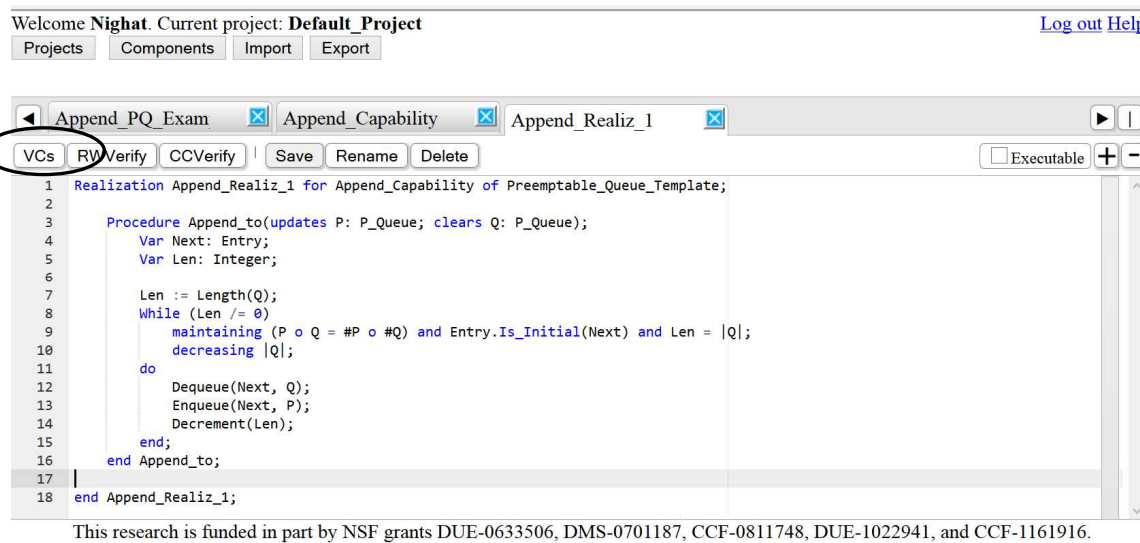 Welcome Nighat. Current project: Default_Project Log out Help
Projects Components Import Export
Append_PQ_Exam Append_Capability Append_Realiz_1
VCs RWVerify CCVerify Save Rename Delete Executable
1 Realization Append_Realiz_1 for Append_Capability of Preemptable_Queue_Template;
2
3 Procedure Append_to(updates P: P_Queue; clears Q: P_Queue);
4 Var Next: Entry;
5 Var Len: Integer;
6
7 Len := Length(Q);
8 While (Len /= 0)
9 maintaining (P o Q = #P o #Q) and Entry.Is_Initial(Next) and Len = |Q|;
10 decreasing |Q|;
11 do
12 Dequeue(Next, Q);
13 Enqueue(Next, P);
14 Decrement(Len);
15 end;
16 end Append_to;
17
18 end Append_Realiz_1;
This research is funded in part by NSF grants DUE-0633506, DMS-0701187, CCF-0811748, DUE-1022941, and CCF-1161916.